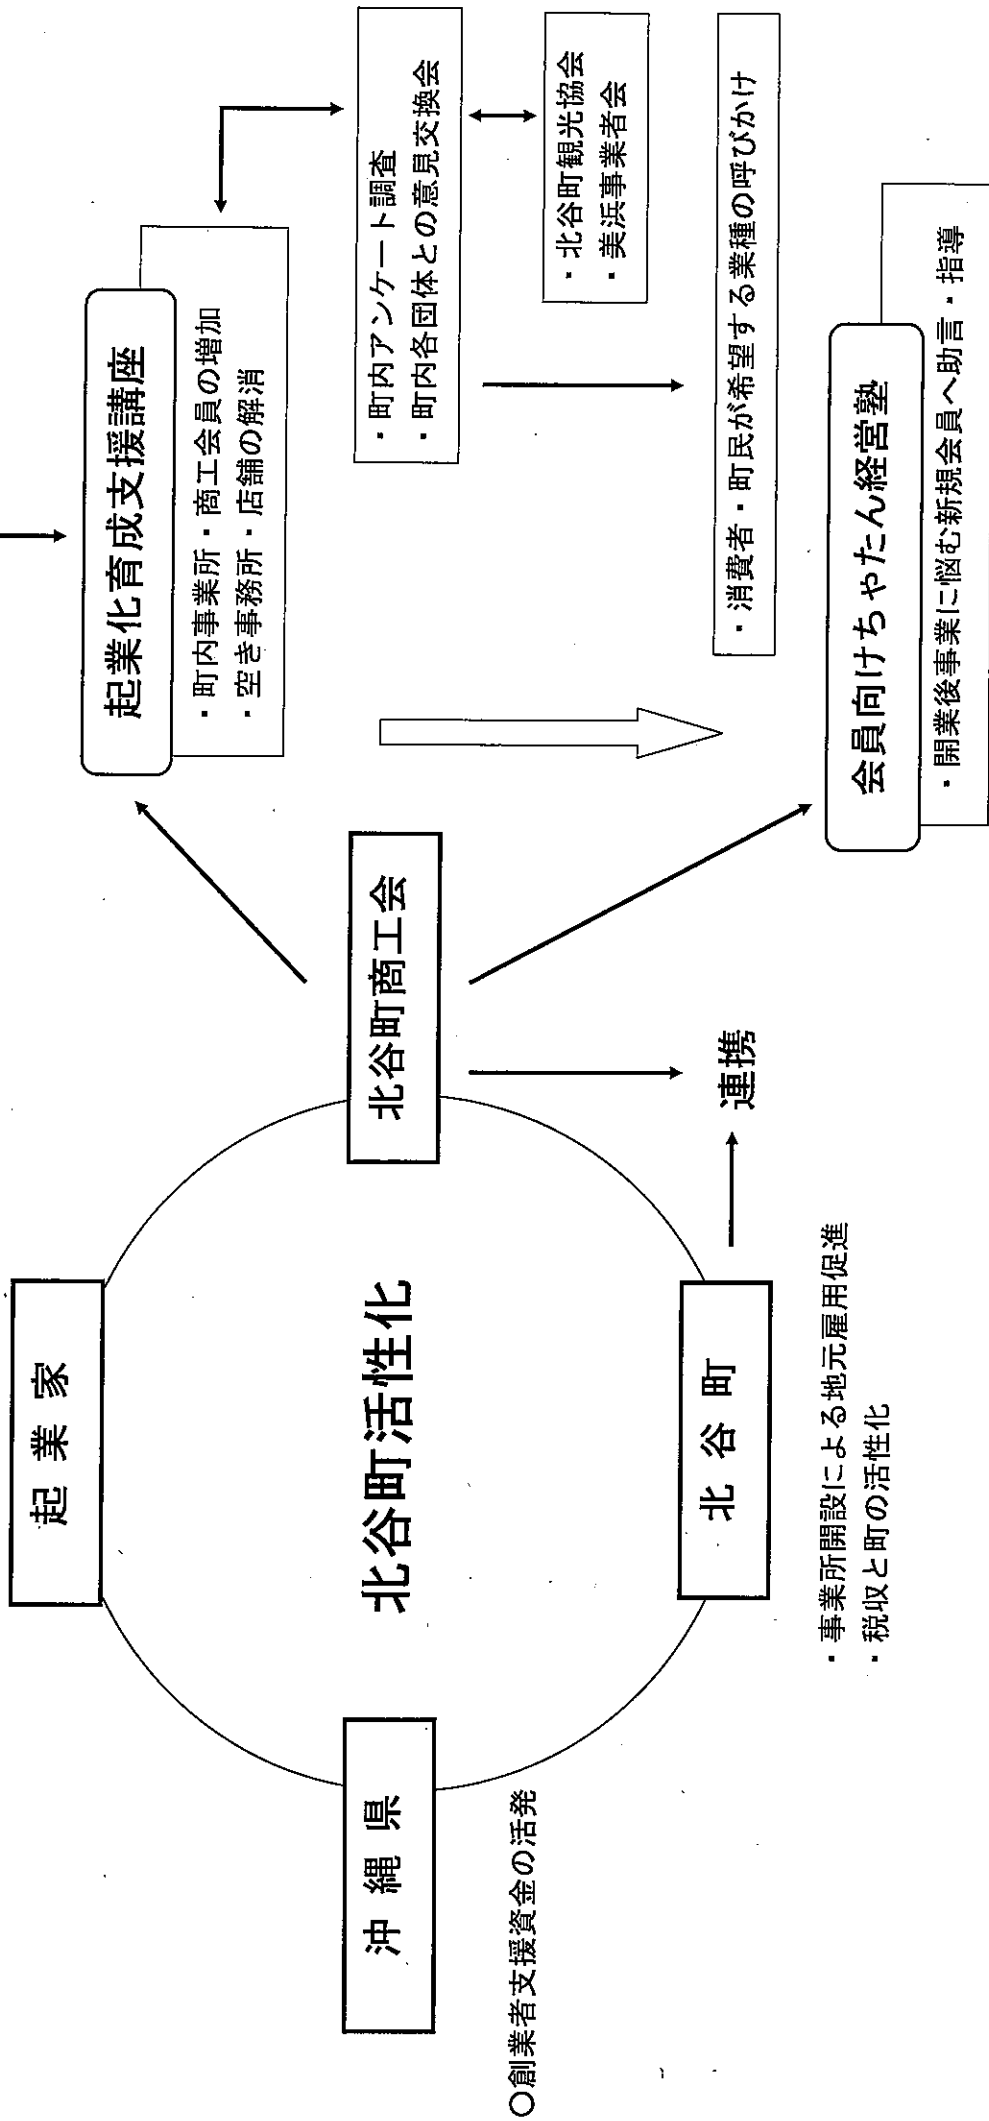 起業化育成支援講座
・町内事業所・商工会員の増加
・空き事務所・店舗の解消
・町内アンケート調査
・町内各団体との意見交換会
・北谷町観光協会
・美浜事業者会
・消費者・町民が希望する業種の呼びかけ
会員向けちゃたん経営塾
・開業後事業に悩む新規会員へ助言・指導
起業家
北谷町商工会
北谷町活性化
沖縄県
北谷町
連携
○創業者支援資金の活発
・事業所開設による地元雇用促進
・税収と町の活性化